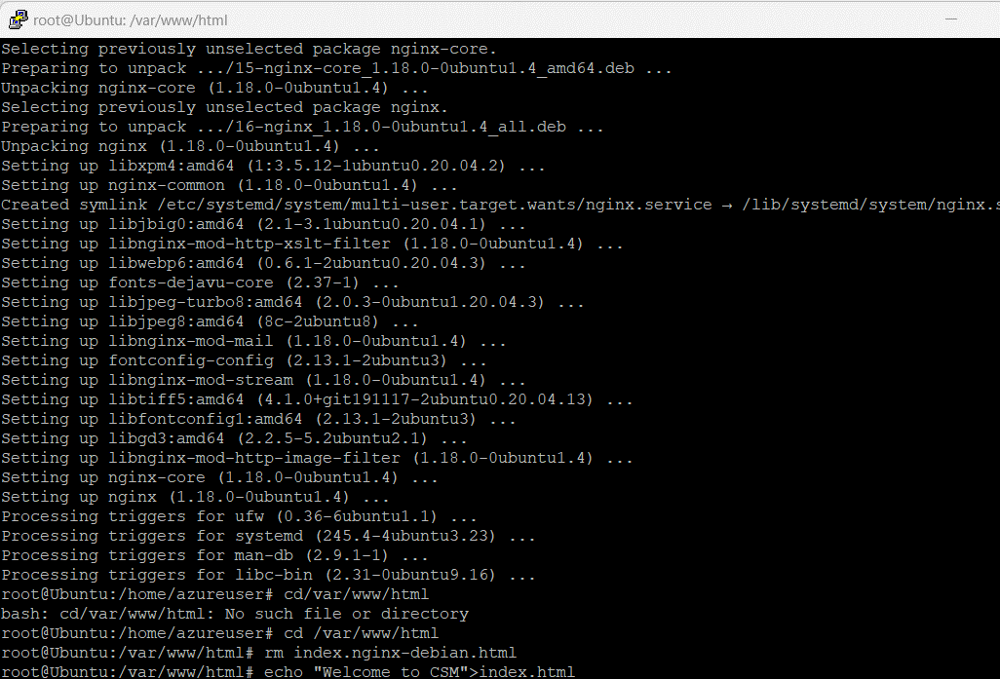 root@Ubuntu: /var/www/html
Selecting previously unselected package nginx-core.
Preparing to unpack .../15-nginx-core_1.18.0-0ubuntu1.4_amd64.deb ...
Unpacking nginx-core (1.18.0-0ubuntu1.4) ...
Selecting previously unselected package nginx.
Preparing to unpack .../16-nginx_1.18.0-0ubuntu1.4_all.deb ...
Unpacking nginx (1.18.0-0ubuntu1.4) ...
Setting up libxpm4:amd64 (1:3.5.12-1ubuntu0.20.04.2) ...
Setting up nginx-common (1.18.0-0ubuntu1.4) ...
Created symlink /etc/systemd/system/multi-user.target.wants/nginx.service → /lib/systemd/system/nginx.s
Setting up libjbig0:amd64 (2.1-3.1ubuntu0.20.04.1) ...
Setting up libnginx-mod-http-xslt-filter (1.18.0-0ubuntu1.4) ...
Setting up libwebp6:amd64 (0.6.1-2ubuntu0.20.04.3) ...
Setting up fonts-dejavu-core (2.37-1) ...
Setting up libjpeg-turbo8:amd64 (2.0.3-0ubuntu1.20.04.3) ...
Setting up libjpeg8:amd64 (8c-2ubuntu8) ...
Setting up libnginx-mod-mail (1.18.0-0ubuntu1.4) ...
Setting up fontconfig-config (2.13.1-2ubuntu3) ...
Setting up libnginx-mod-stream (1.18.0-0ubuntu1.4) ...
Setting up libtiff5:amd64 (4.1.0+git191117-2ubuntu0.20.04.13) ...
Setting up libfontconfig1:amd64 (2.13.1-2ubuntu3) ...
Setting up libgd3:amd64 (2.2.5-5.2ubuntu2.1) ...
Setting up libnginx-mod-http-image-filter (1.18.0-0ubuntu1.4) ...
Setting up nginx-core (1.18.0-0ubuntu1.4) ...
Setting up nginx (1.18.0-0ubuntu1.4) ...
Processing triggers for ufw (0.36-6ubuntu1.1) ...
Processing triggers for systemd (245.4-4ubuntu3.23) ...
Processing triggers for man-db (2.9.1-1) ...
Processing triggers for libc-bin (2.31-0ubuntu9.16) ...
root@Ubuntu:/home/azureuser# cd/var/www/html
bash: cd/var/www/html: No such file or directory
root@Ubuntu:/home/azureuser# cd /var/www/html
root@Ubuntu:/var/www/html# rm index.nginx-debian.html
root@Ubuntu:/var/www/html# echo "Welcome to CSM">index.html